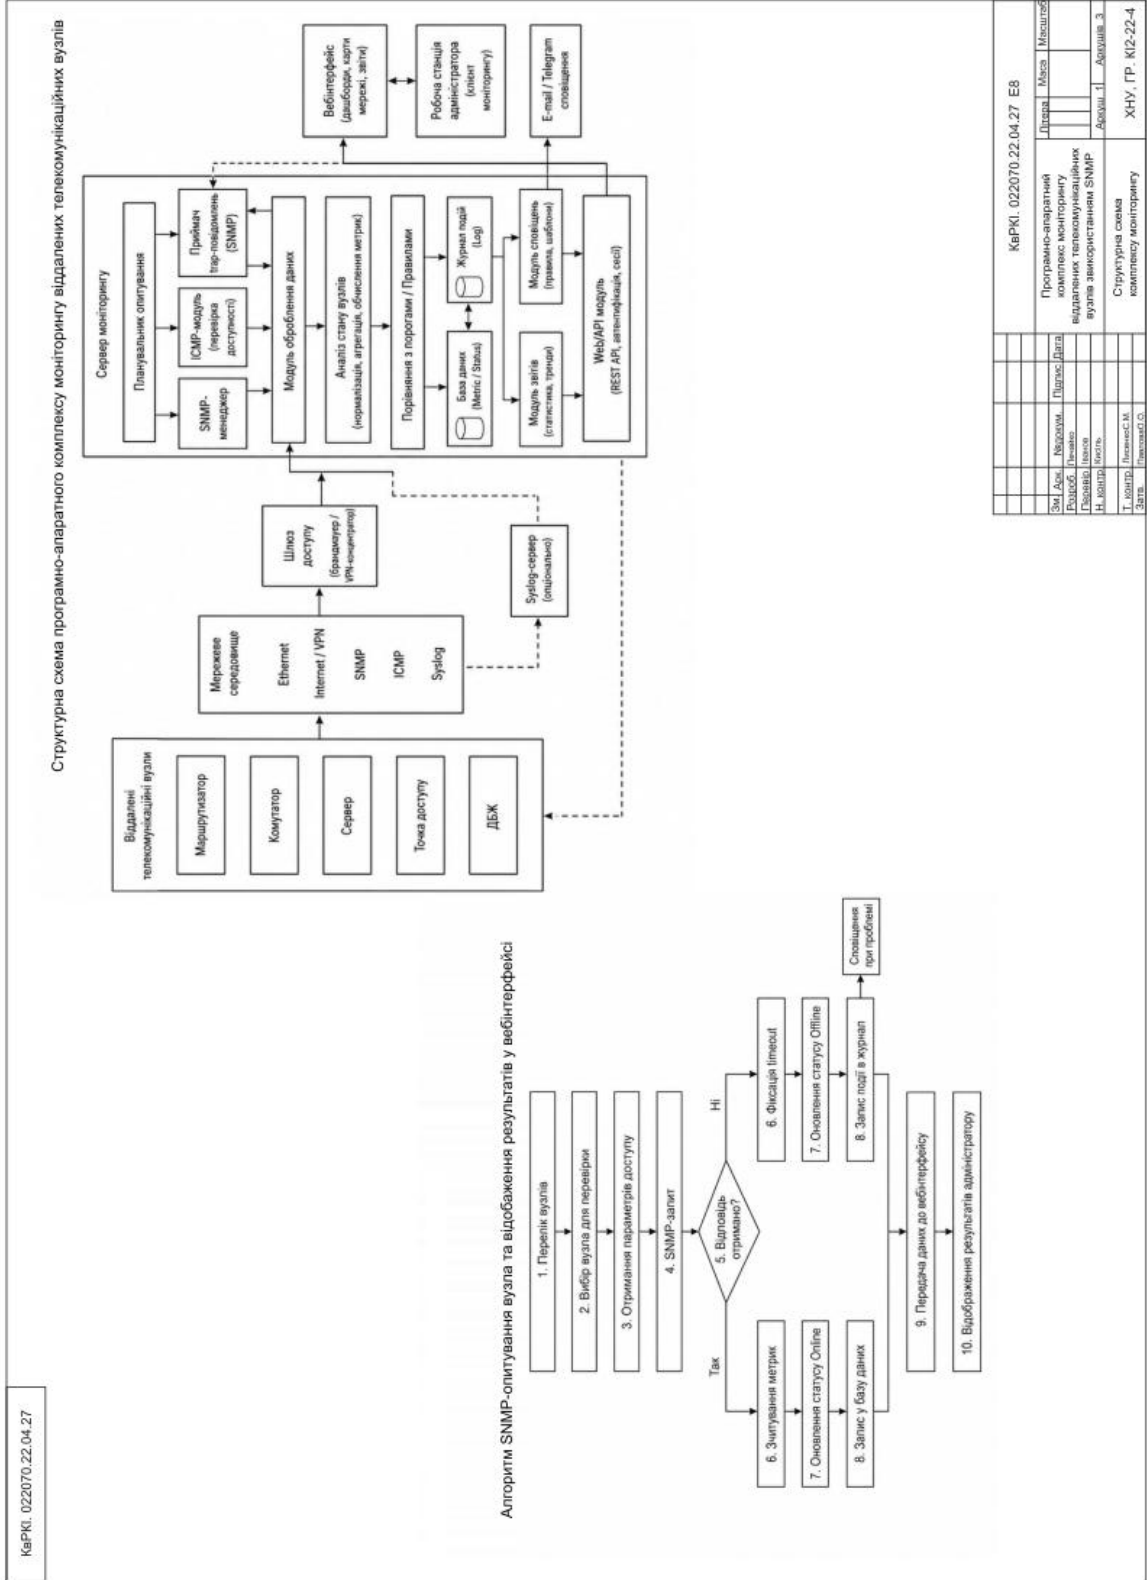 КвРКІ. 022070.22.04.27
Структурна схема програмно-апаратного комплексу моніторингу віддалених телекомунікаційних вузлів
Віддалені
телекомунікаційні вузли
Маршрутизатор
Комутатор
Сервер
Точка доступу
ДБЖ
Мережеве
середовище
Ethernet
Internet / VPN
SNMP
ICMP
Syslog
Шлюз
доступу
(брандмауер /
VPN-концентратор)
Syslog-сервер
(опціонально)
Сервер моніторингу
Планувальник опитування
SNMP-
менеджер
ICMP-модуль
(перевірка
доступності)
Приймач
trap-повідомлень
(SNMP)
Модуль оброблення даних
Аналіз стану вузлів
(нормалізація, агрегація, обчислення метрик)
Порівняння з порогами / Правилами
База даних
(Metric / Status)
Журнал подій
(Log)
Модуль звітів
(статистика, тренди)
Модуль сповіщень
(правила, шаблони)
Web/API модуль
(REST API, автентифікація, сесії)
Вебінтерфейс
(дашборди, карти
мережі, звіти)
Робоча станція
адміністратора
(клієнт
моніторингу)
E-mail / Telegram
сповіщення
Алгоритм SNMP-опитування вузла та відображення результатів у вебінтерфейсі
1. Перелік вузлів
2. Вибір вузла для перевірки
3. Отримання параметрів доступу
4. SNMP-запит
5. Відповідь
отримано?
Так
Ні
6. Зчитування метрик
7. Оновлення статусу Online
8. Запис у базу даних
6. Фіксація timeout
7. Оновлення статусу Offline
8. Запис події в журнал
Сповіщення
при проблемі
9. Передача даних до вебінтерфейсу
10. Відображення результатів адміністратору
КвРКІ. 022070.22.04.27 Е8
Зм. Арк. №докум. Підпис Дата
Розроб.
Перевір.
Н. контр. Кисіль
Т. контр.
Затв.
Програмно-апаратний
комплекс моніторингу
віддалених телекомунікаційних
вузлів звикористанням SNMP
Структурна схема
комплексу моніторингу
Літера Маса Масштаб
Аркуш 1 Аркушів 3
ХНУ, ГР. КІ2-22-4